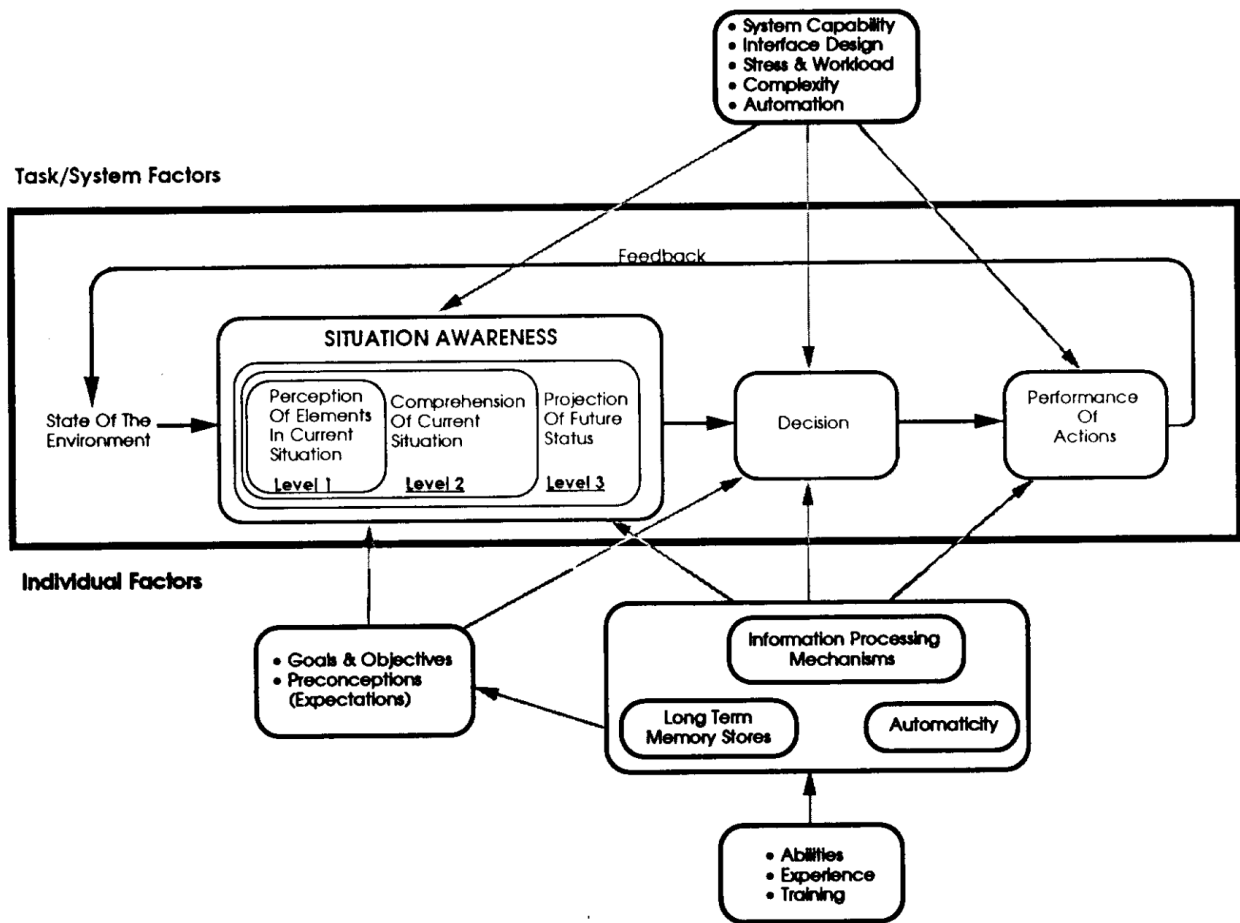 • System Capability
• Interface Design
• Stress & Workload
• Complexity
• Automation
Task/System Factors
Feedback
SITUATION AWARENESS
State Of The
Environment
Perception
Of Elements
In Current
Situation
Level 1
Comprehension
Of Current
Situation
Level 2
Projection
Of Future
Status
Level 3
Decision
Performance
Of
Actions
Individual Factors
• Goals & Objectives
• Preconceptions
(Expectations)
Information Processing
Mechanisms
Long Term
Memory Stores
Automaticity
• Abilities
• Experience
• Training